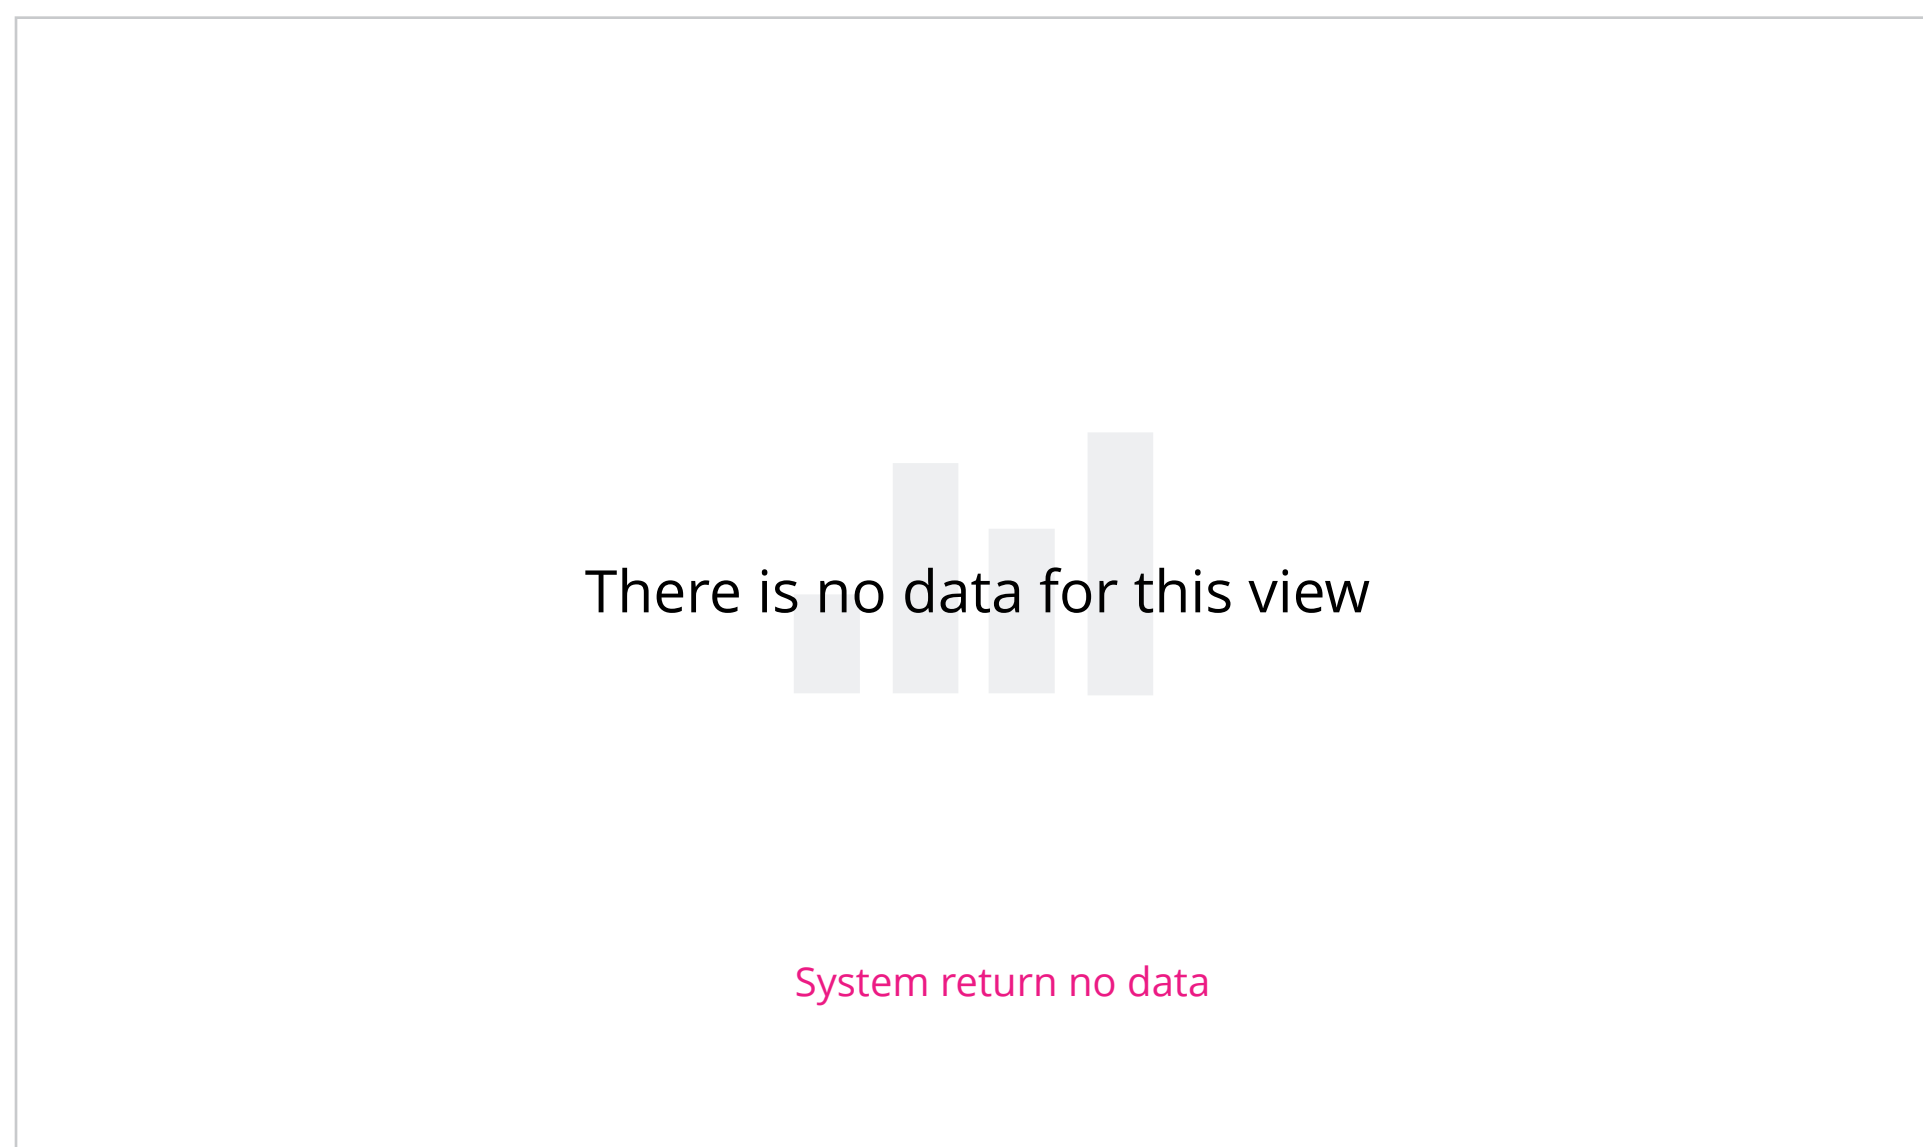 There is no data for this view
System return no data